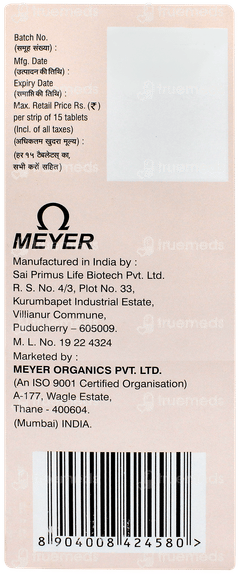 Batch No.
(समूह संख्या) :
Mfg. Date
(उत्पादन की तिथि) :
Expiry Date
(समाप्ति की तिथि) :
Max. Retail Price Rs. (₹)
per strip of 15 tablets
(Incl. of all taxes)
(अधिकतम खुदरा मूल्य) :
(हर १५ टैबलेटस् का,
सभी करों सहित)
MEYER
Manufactured in India by :
Sai Primus Life Biotech Pvt. Ltd.
R. S. No. 4/3, Plot No. 33,
Kurumbapet Industrial Estate,
Villianur Commune,
Puducherry – 605009.
M. L. No. 19 22 4324
Marketed by :
MEYER ORGANICS PVT. LTD.
(An ISO 9001 Certified Organisation)
A-177, Wagle Estate,
Thane - 400604.
(Mumbai) INDIA.
8 904008 424580 >
truemeds